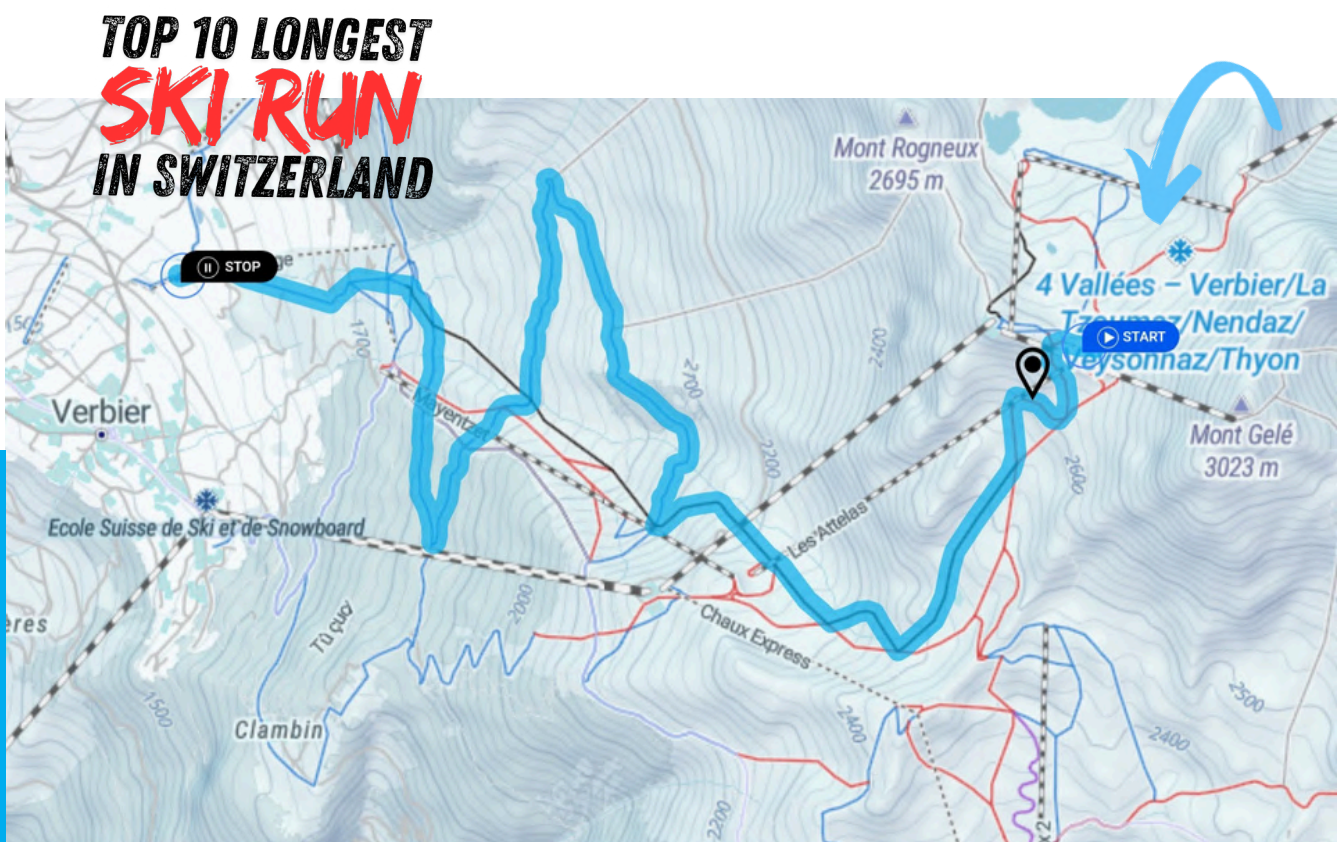 TOP 10 LONGEST
SKI RUN
IN SWITZERLAND
Mont Rogneux
2695 m
STOP
4 Vallées – Verbier/La
Tzoumaz/Nendaz/
Veysonnaz/Thyon
START
1700
2400
2700
Mayentzet
Verbier
Mont Gelé
3023 m
2200
2600
Ecole Suisse de Ski et de Snowboard
Les Attelas
2000
Chaux Express
1500
Clambin
2400
2500
2400
2200